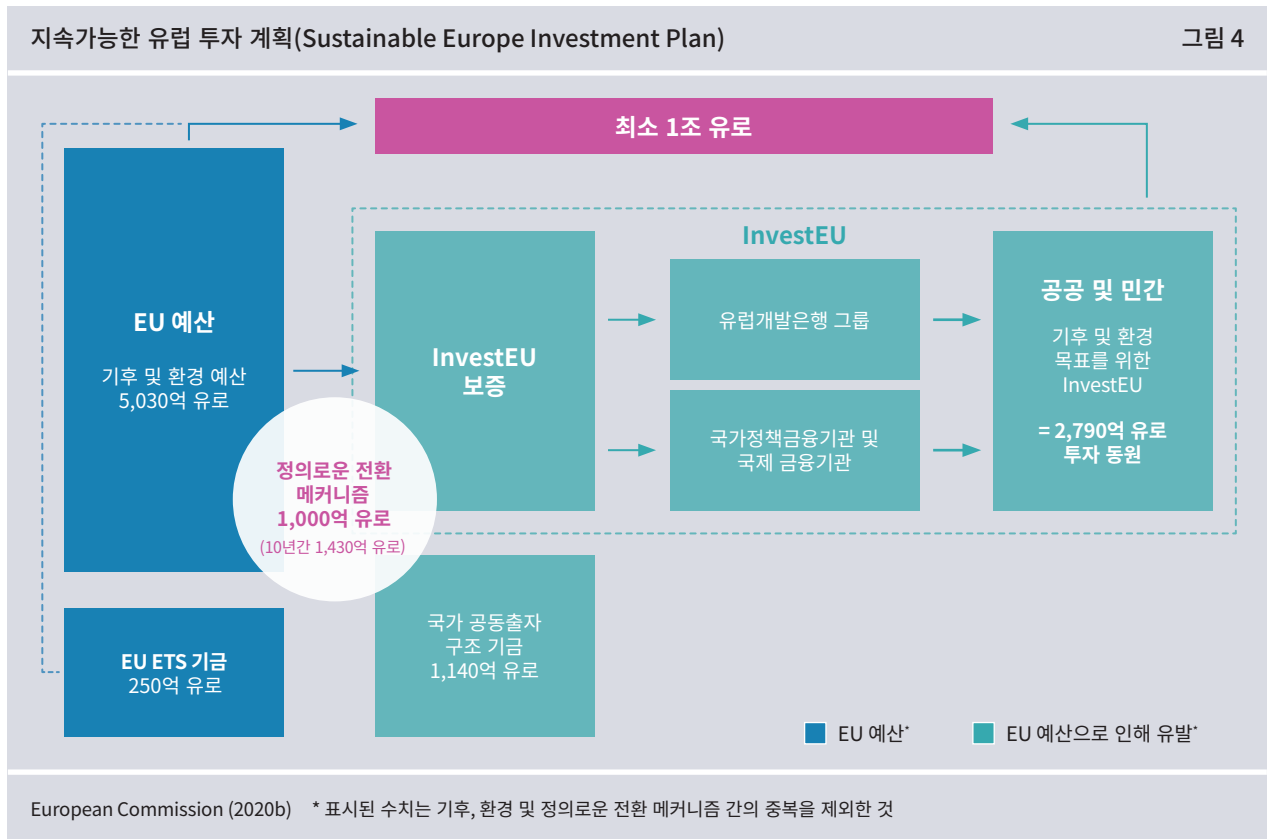 지속가능한 유럽 투자 계획(Sustainable Europe Investment Plan)
그림 4
최소 1조 유로
EU 예산
기후 및 환경 예산
5,030억 유로
InvestEU
InvestEU
보증
유럽개발은행 그룹
국가정책금융기관 및
국제 금융기관
공공 및 민간
기후 및 환경
목표를 위한
InvestEU
= 2,790억 유로
투자 동원
정의로운 전환
메커니즘
1,000억 유로
(10년간 1,430억 유로)
EU ETS 기금
250억 유로
국가 공동출자
구조 기금
1,140억 유로
EU 예산*
EU 예산으로 인해 유발*
European Commission (2020b) * 표시된 수치는 기후, 환경 및 정의로운 전환 메커니즘 간의 중복을 제외한 것